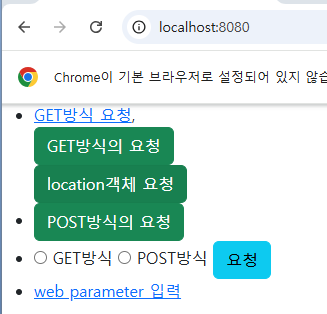 localhost:8080
Chrome이 기본 브라우저로 설정되어 있지 않습
GET방식 요청,
GET방식의 요청
location객체 요청
POST방식의 요청
GET방식 POST방식 요청
web parameter 입력